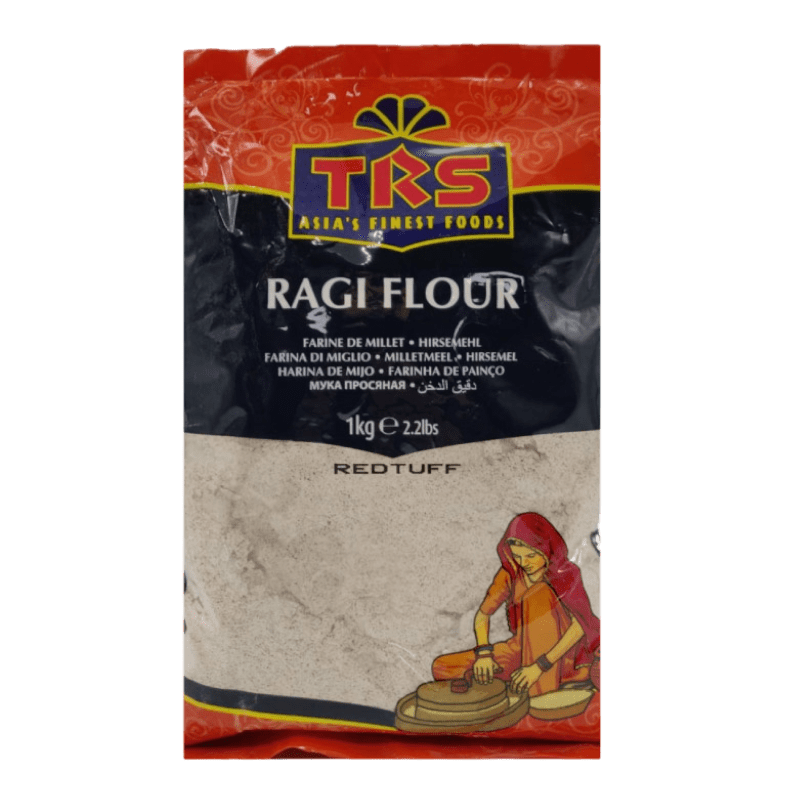 TRS
ASIA'S FINEST FOODS
RAGI FLOUR
FARINE DE MILLET • HIRSEMEHL
FARINA DI MIGLIO • MILLETMEEL • HIRSEMEL
HARINA DE MIJO • FARINHA DE PAINÇO
МУКА ПРОСЯНАЯ • دقيق الدخن
1kg e 2.2lbs
REDTUFF